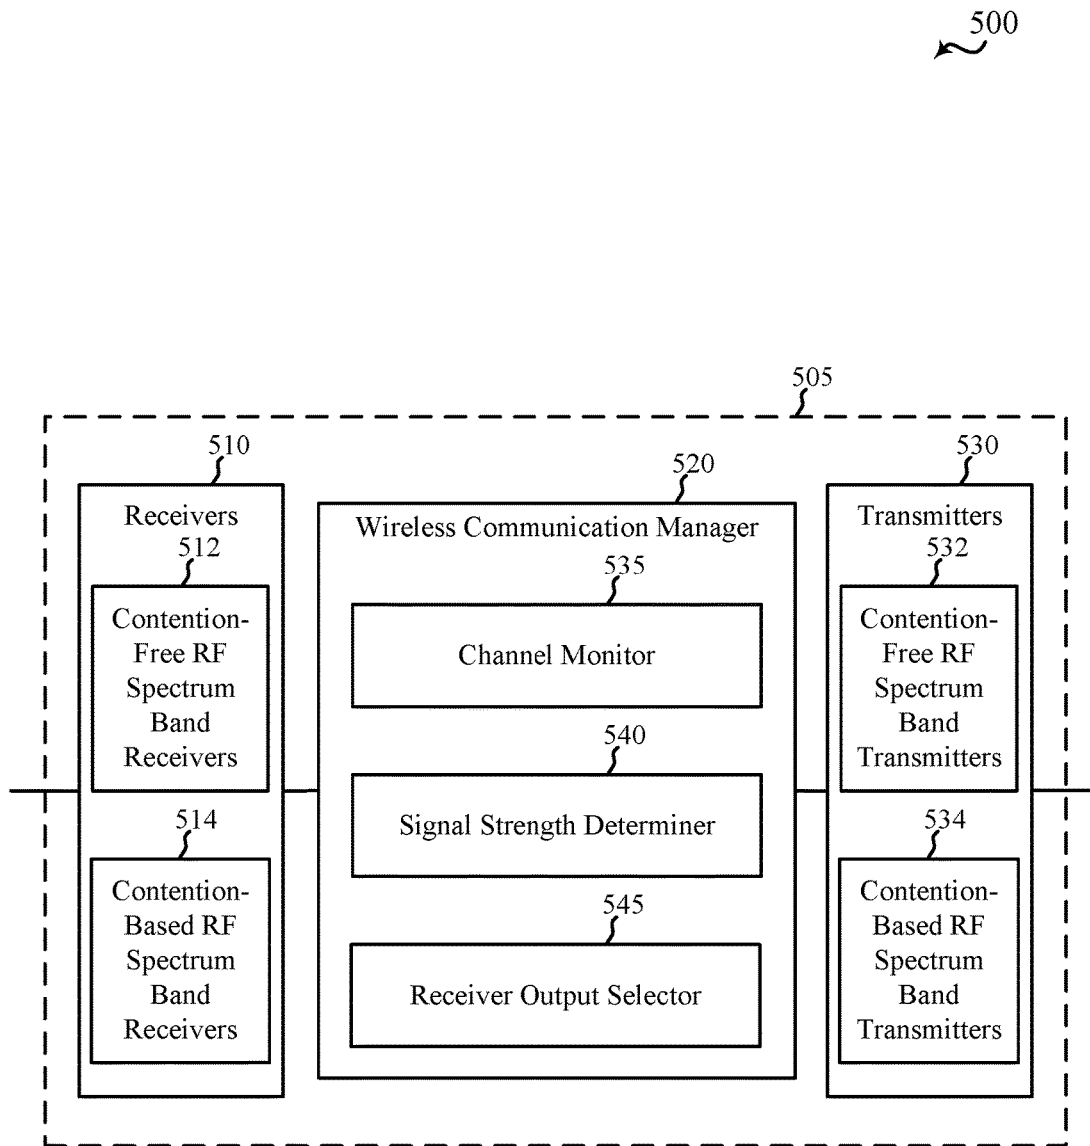 500
505
510
520
530
Receivers
Wireless Communication Manager
Transmitters
512
535
532
Contention-
Free RF
Spectrum
Band
Receivers
Channel Monitor
Contention-
Free RF
Spectrum
Band
Transmitters
540
Signal Strength Determiner
514
534
Contention-
Based RF
Spectrum
Band
Receivers
545
Receiver Output Selector
Contention-
Based RF
Spectrum
Band
Transmitters